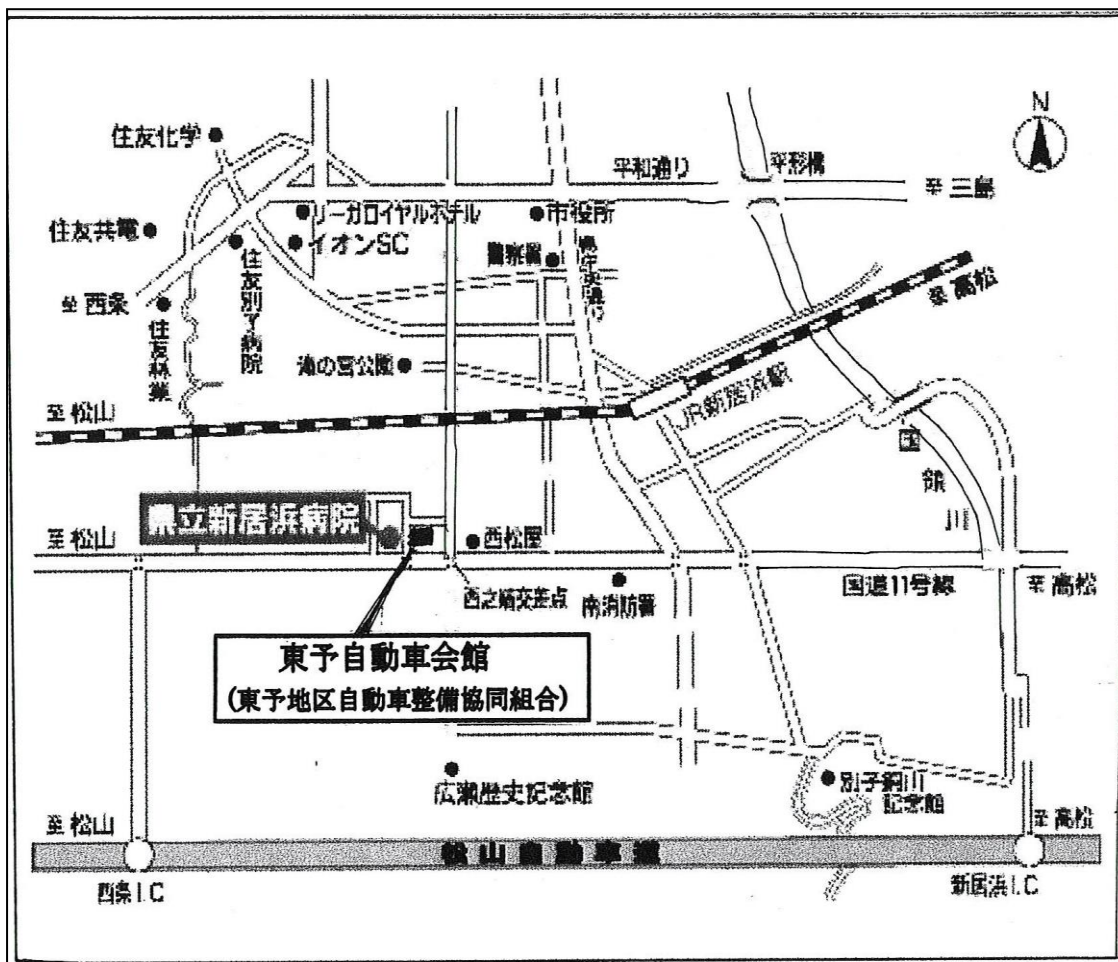 N
住友化学
平和通り
平形橋
至 三島
住友共電
リーガロイヤルホテル
市役所
イオンSC
警察署
至 西条
住友別子病院
住友林業
至 高松
滝の宮公園
JR新居浜駅
至 松山
国領川
県立新居浜病院
至 松山
西松屋
国道11号線
至 高松
南消防署
東予自動車会館
(東予地区自動車整備協同組合)
広瀬歴史記念館
別子銅山
記念館
至 松山
至 高松
松山自動車道
西条I.C
新居浜I.C